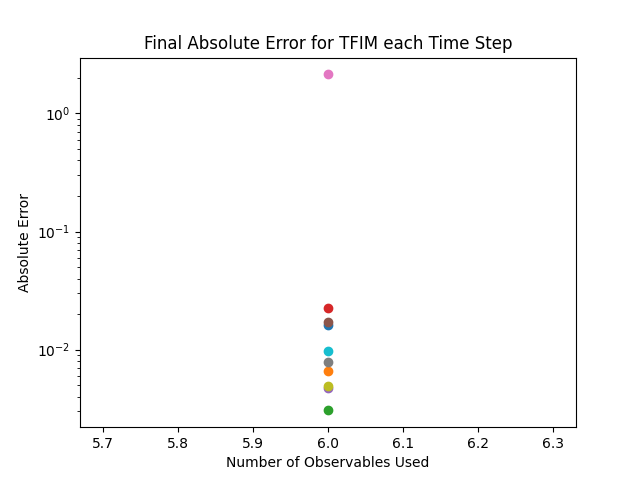 Final Absolute Error for TFIM each Time Step
Absolute Error
10^0
10^-1
10^-2
5.7 5.8 5.9 6.0 6.1 6.2 6.3
Number of Observables Used